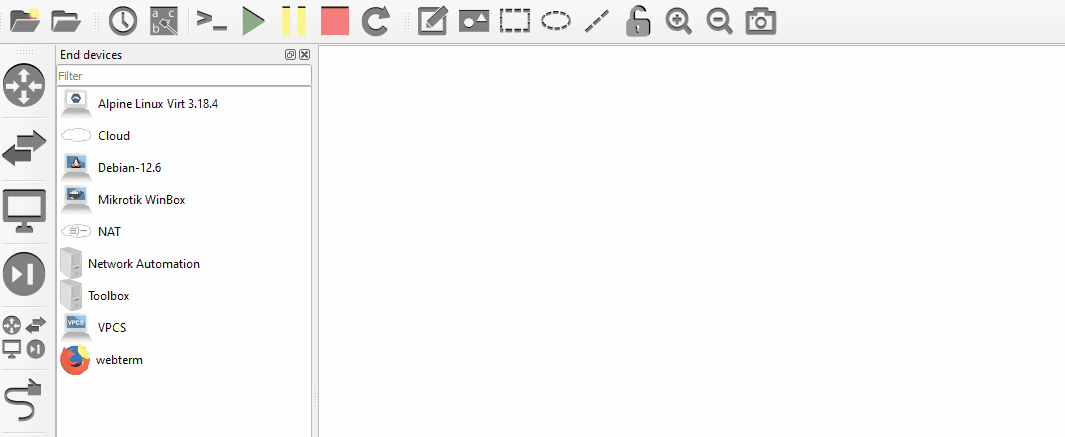 a c
b
End devices
Filter
Alpine Linux Virt 3.18.4
Cloud
Debian-12.6
Mikrotik WinBox
NAT
Network Automation
Toolbox
VPCS
VPCS
webterm